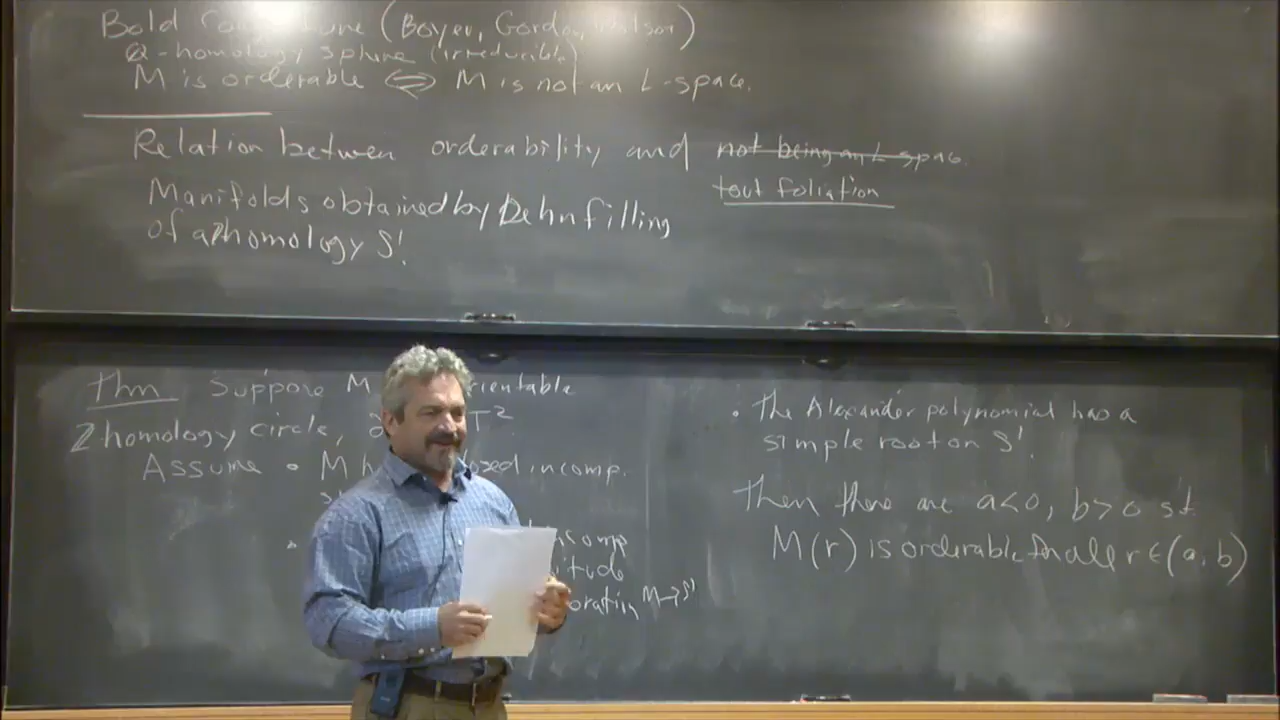 Bold (Boyer, Gordon, Watson)
Q-homology sphere (irreducible)
M is orderable ⟺ M is not an L-space.
Relation between orderability and not being an L-space
taut foliation
Manifolds obtained by Dehn filling
of a homology S¹
Thm Suppose M orientable
Z homology circle, T²
Assume • M incomp.
•
M→S¹
• The Alexander polynomial has a
simple root on S¹.
Then there are a<0, b>0 st
M(r) is orderable for all r∈(a, b)